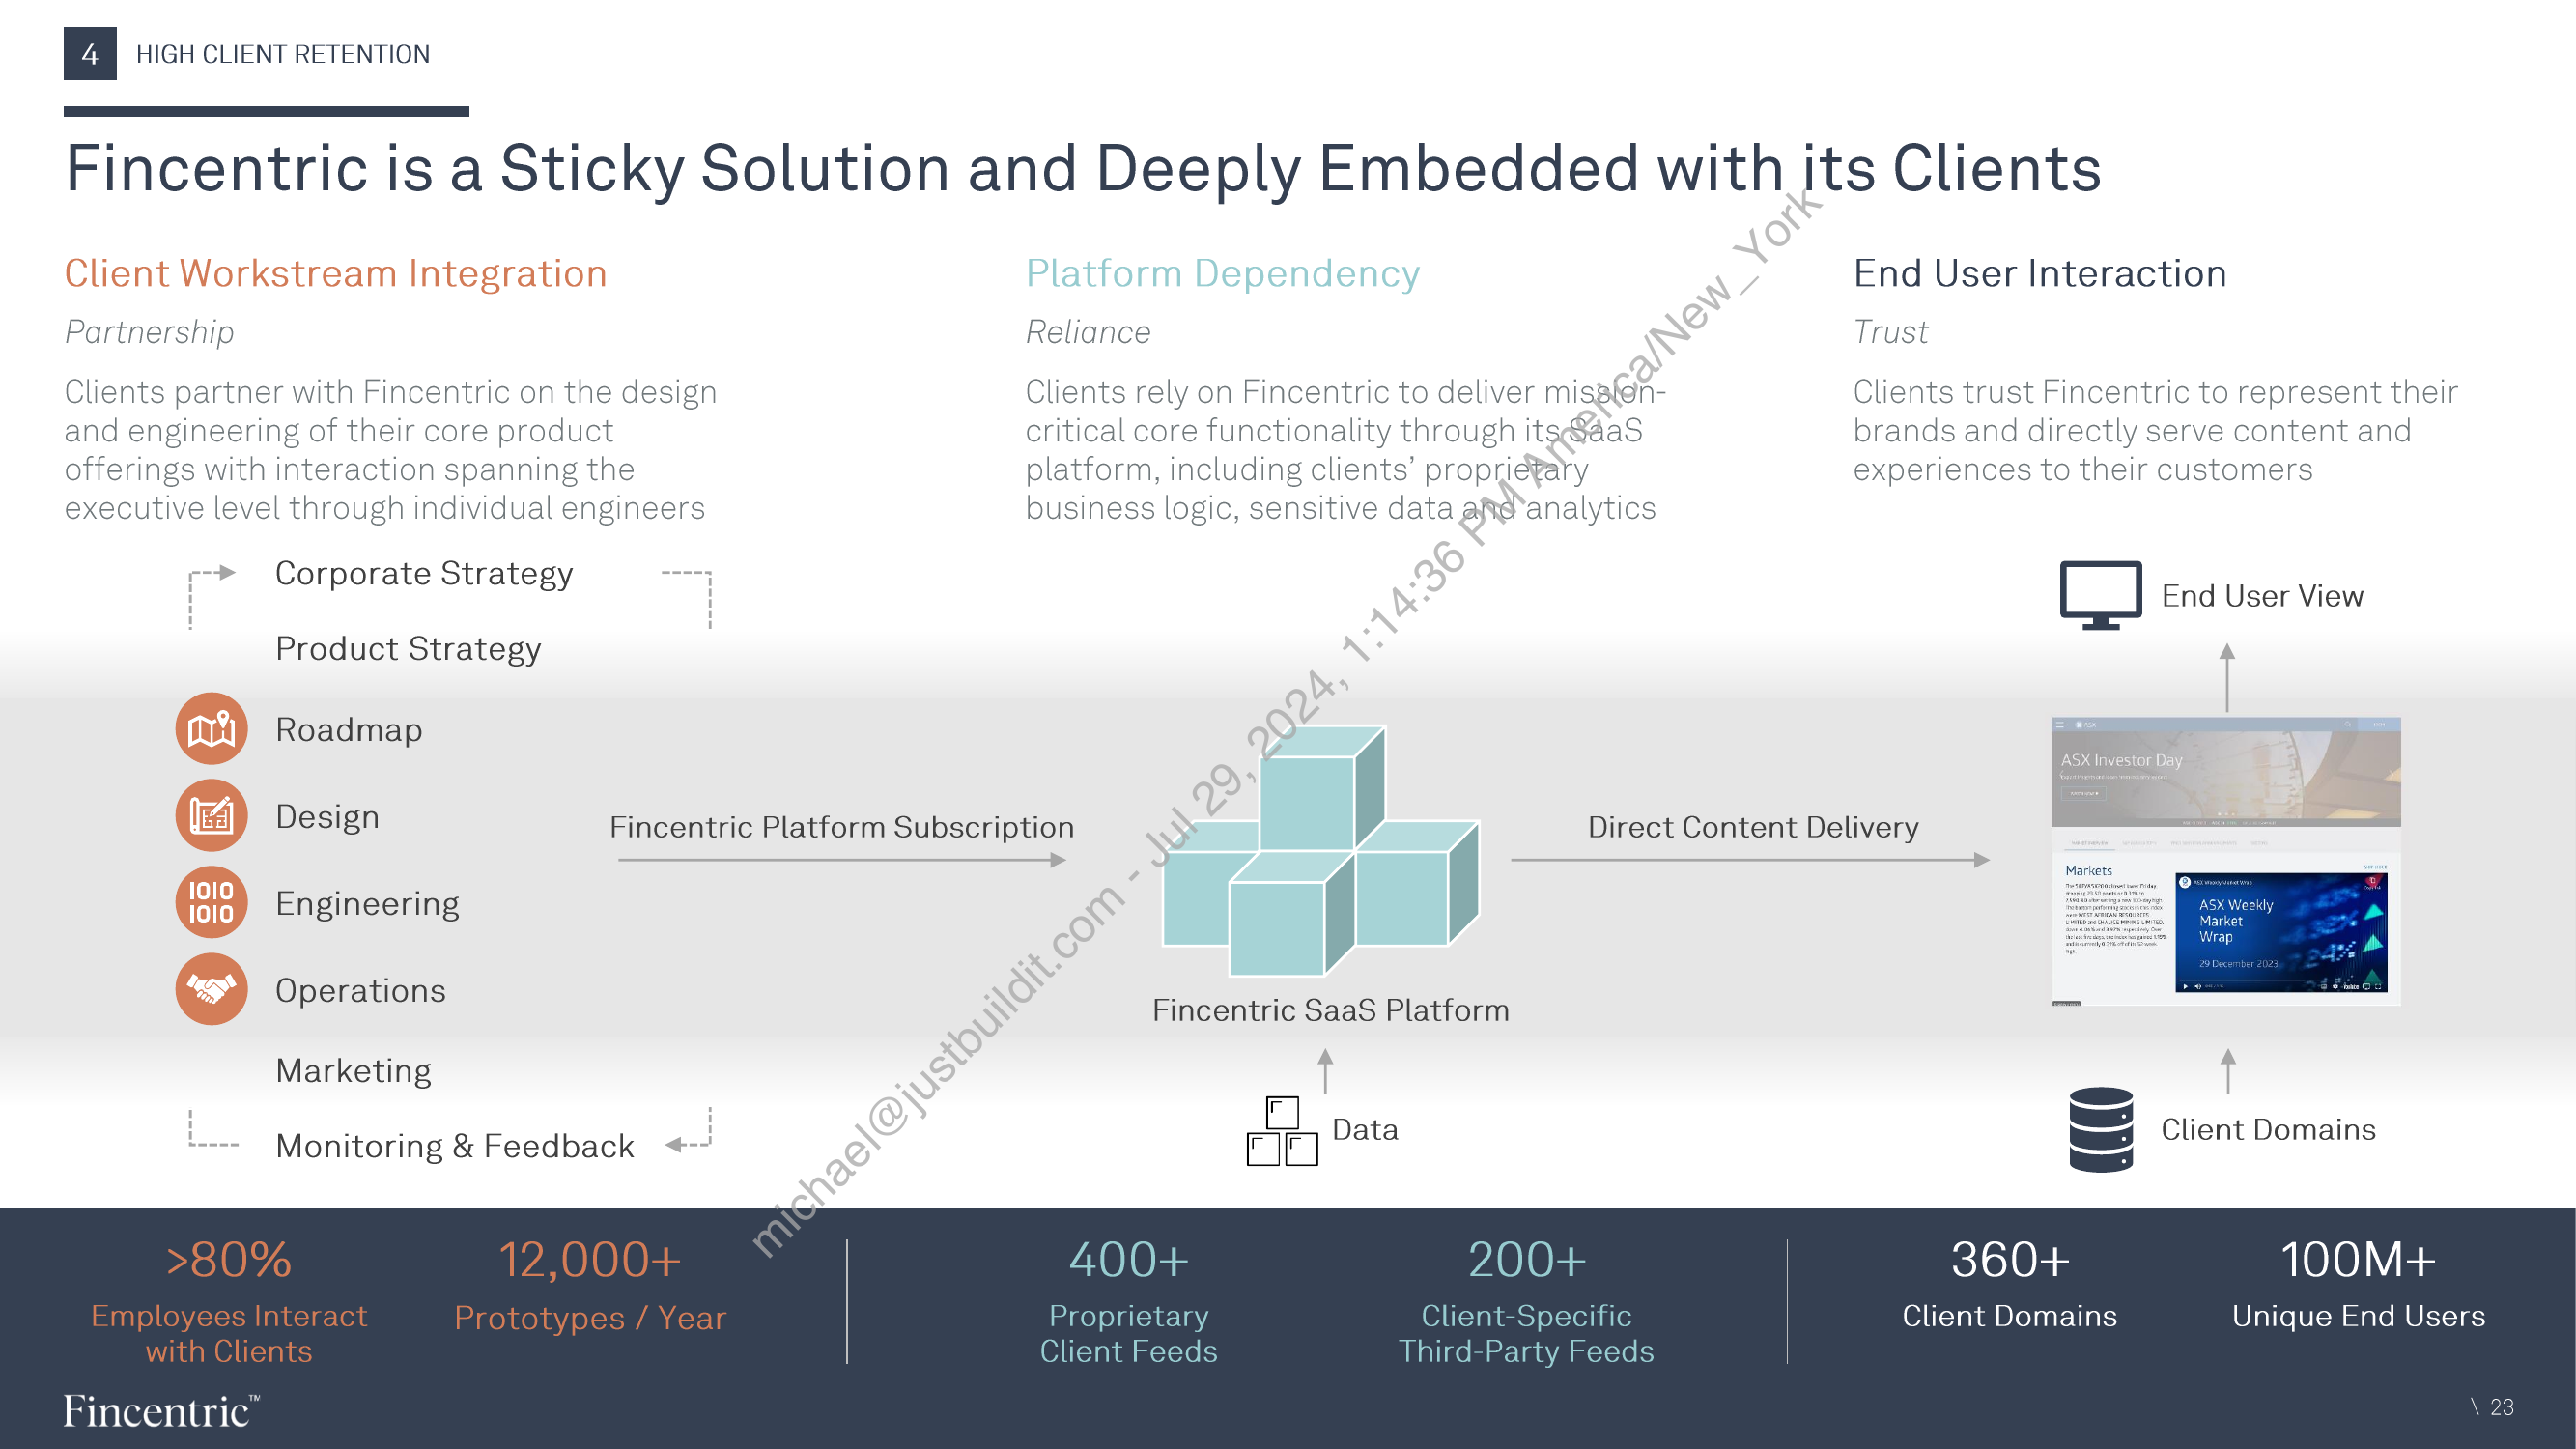 4
HIGH CLIENT RETENTION
Fincentric is a Sticky Solution and Deeply Embedded with its Clients
Client Workstream Integration
Partnership
Clients partner with Fincentric on the design
and engineering of their core product
offerings with interaction spanning the
executive level through individual engineers
Platform Dependency
Reliance
Clients rely on Fincentric to deliver mission-
critical core functionality through its SaaS
platform, including clients’ proprietary
business logic, sensitive data and analytics
End User Interaction
Trust
Clients trust Fincentric to represent their
brands and directly serve content and
experiences to their customers
Corporate Strategy
Product Strategy
Roadmap
Design
1010
1010
Engineering
Operations
Marketing
Monitoring & Feedback
Fincentric Platform Subscription
Fincentric SaaS Platform
Data
Direct Content Delivery
End User View
ASX
ASX Investor Day
Markets
ASX Weekly Market Wrap
ASX Weekly
Market
Wrap
29 December 2023
Client Domains
michael@justbuildit.com - Jul 29, 2024, 1:14:36 PM America/New_York
>80%
Employees Interact
with Clients
12,000+
Prototypes / Year
400+
Proprietary
Client Feeds
200+
Client-Specific
Third-Party Feeds
360+
Client Domains
100M+
Unique End Users
Fincentric™
\ 23